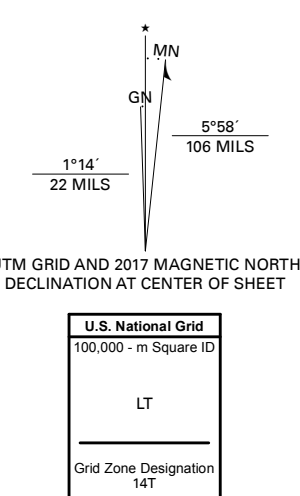 ★
MN
GN
5°58´
106 MILS
1°14´
22 MILS
UTM GRID AND 2017 MAGNETIC NORTH
DECLINATION AT CENTER OF SHEET
U.S. National Grid
100,000 - m Square ID
LT
Grid Zone Designation
14T